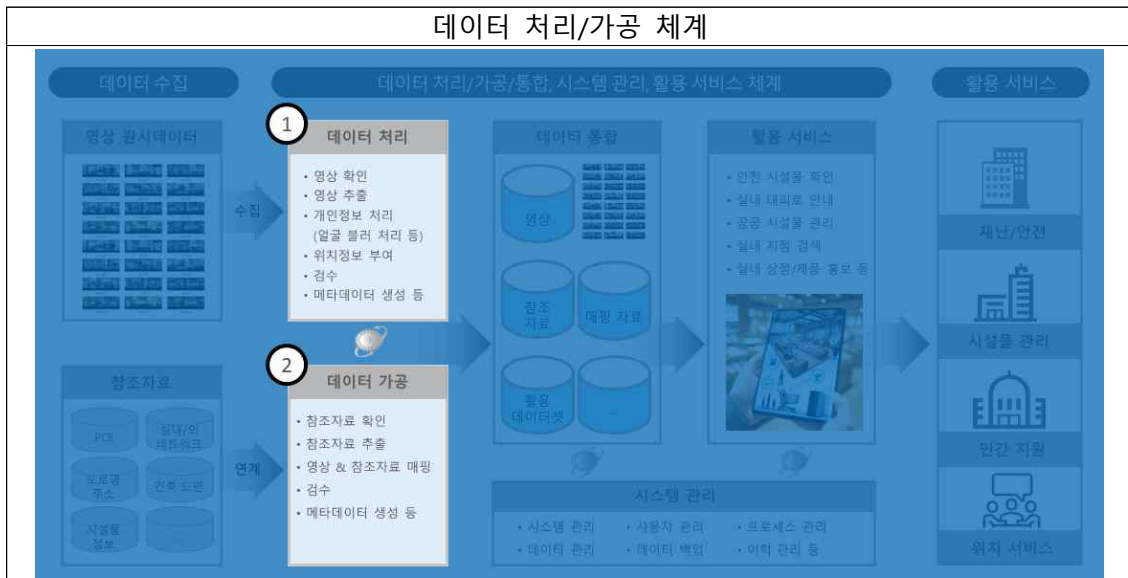 데이터 처리/가공 체계
데이터 수집
데이터 처리/가공/통합, 시스템 관리, 활용 서비스 체계
활용 서비스
영상 원시데이터
수집
1
데이터 처리
• 영상 확인
• 영상 추출
• 개인정보 처리
(얼굴 블러 처리 등)
• 위치정보 부여
• 검수
• 메타데이터 생성 등
참조자료
POI
실내/외
네트워크
도로명
주소
건축 도면
시설물
정보
...
연계
2
데이터 가공
• 참조자료 확인
• 참조자료 추출
• 영상 & 참조자료 매핑
• 검수
• 메타데이터 생성 등
데이터 통합
영상
참조
자료
매핑 자료
활용
데이터셋
...
활용 서비스
• 안전 시설물 확인
• 실내 대피로 안내
• 공공 시설물 관리
• 실내 지점 검색
• 실내 상점/제품 홍보 등
시스템 관리
• 시스템 관리 • 사용자 관리 • 프로세스 관리
• 데이터 관리 • 데이터 백업 • 이력 관리 등
재난/안전
시설물 관리
민간 지원
위치 서비스